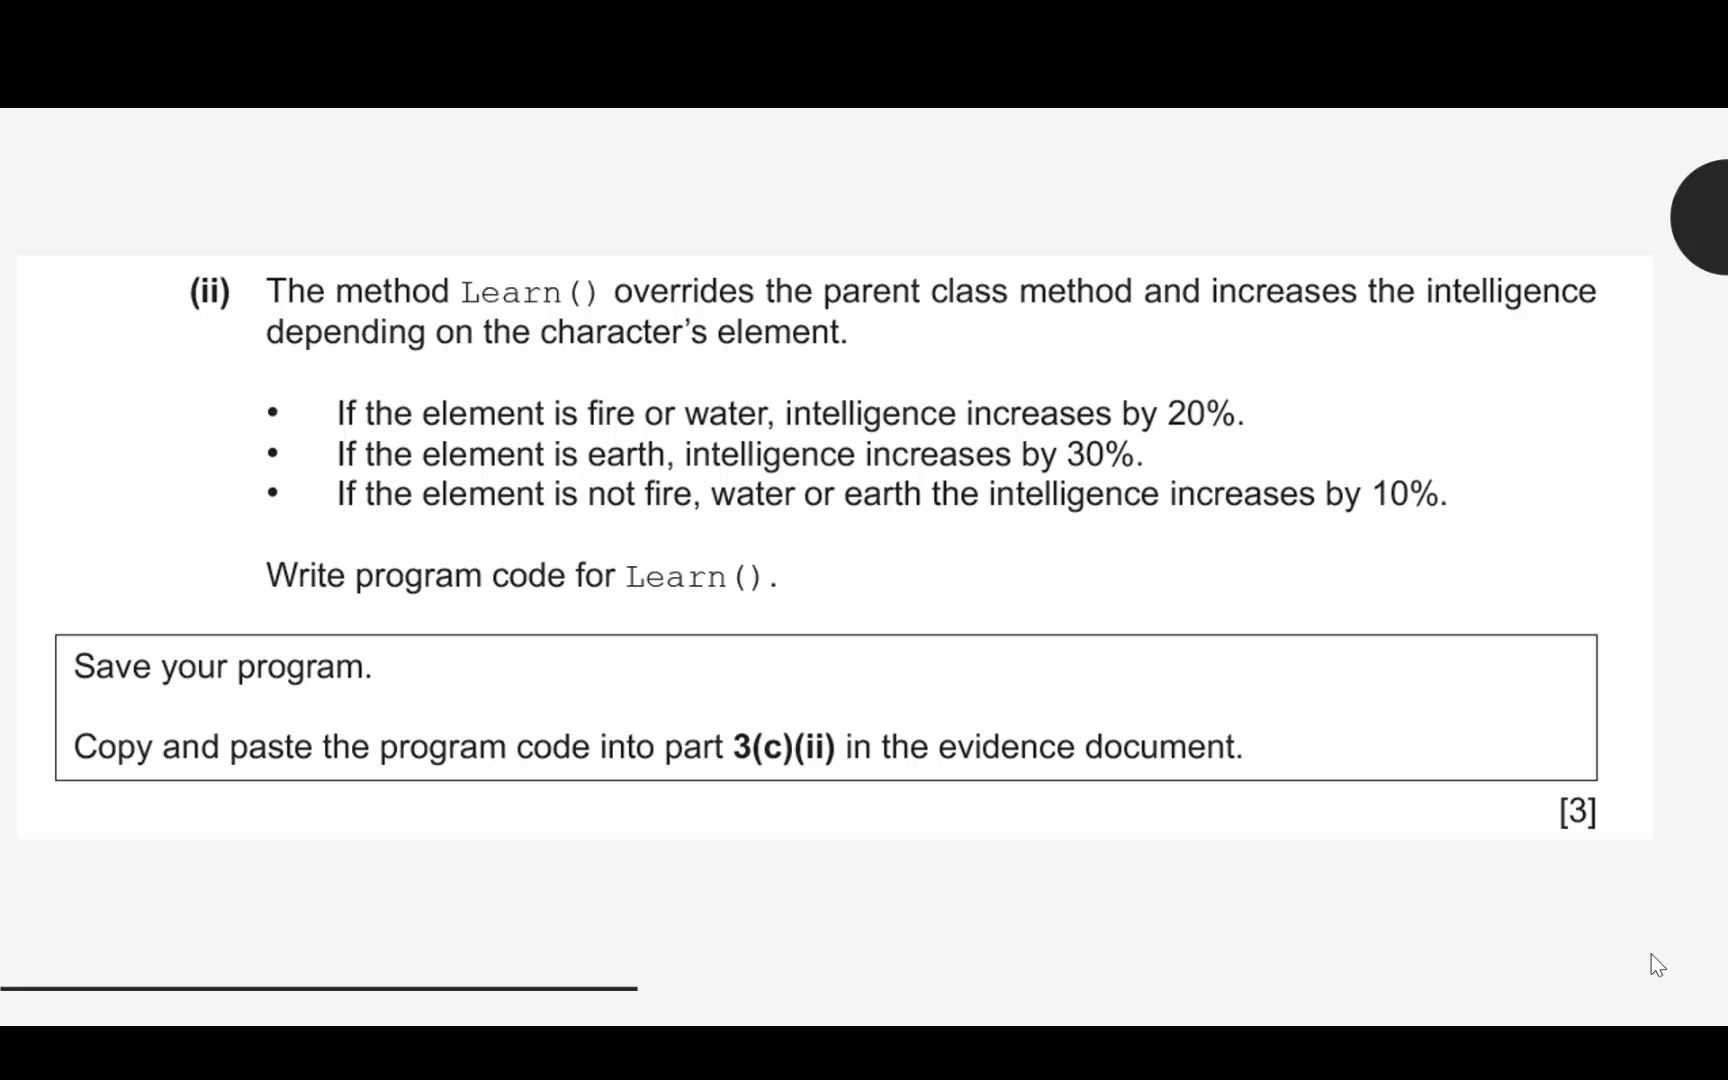 (ii) The method Learn() overrides the parent class method and increases the intelligence
depending on the character’s element.
• If the element is fire or water, intelligence increases by 20%.
• If the element is earth, intelligence increases by 30%.
• If the element is not fire, water or earth the intelligence increases by 10%.
Write program code for Learn().
Save your program.
Copy and paste the program code into part 3(c)(ii) in the evidence document.
[3]